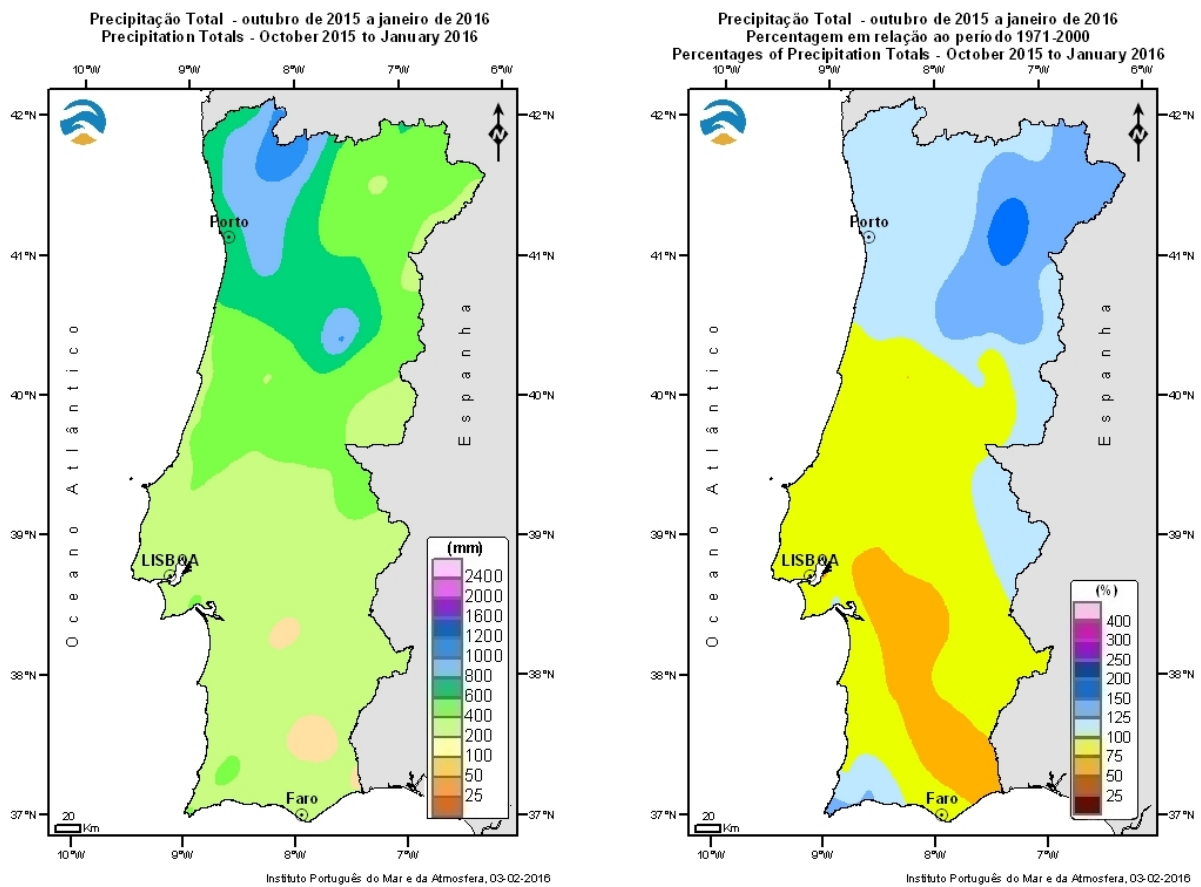 Precipitação Total - outubro de 2015 a janeiro de 2016
Precipitation Totals - October 2015 to January 2016
10°W 9°W 8°W 7°W 6°W
42°N 42°N
N
Porto
41°N 41°N
Oceano Atlântico
Espanha
40°N 40°N
39°N 39°N
LISBOA
(mm)
2400
2000
1600
1200
1000
800
600
400
200
100
50
25
38°N 38°N
Faro
37°N 37°N
20
Km
10°W 9°W 8°W 7°W
Instituto Português do Mar e da Atmosfera, 03-02-2016
Precipitação Total - outubro de 2015 a janeiro de 2016
Percentagem em relação ao período 1971-2000
Percentages of Precipitation Totals - October 2015 to January 2016
10°W 9°W 8°W 7°W 6°W
42°N 42°N
N
Porto
41°N 41°N
Oceano Atlântico
Espanha
40°N 40°N
39°N 39°N
LISBOA
(%)
400
300
250
200
150
125
100
75
50
25
38°N 38°N
Faro
37°N 37°N
20
Km
10°W 9°W 8°W 7°W
Instituto Português do Mar e da Atmosfera, 03-02-2016